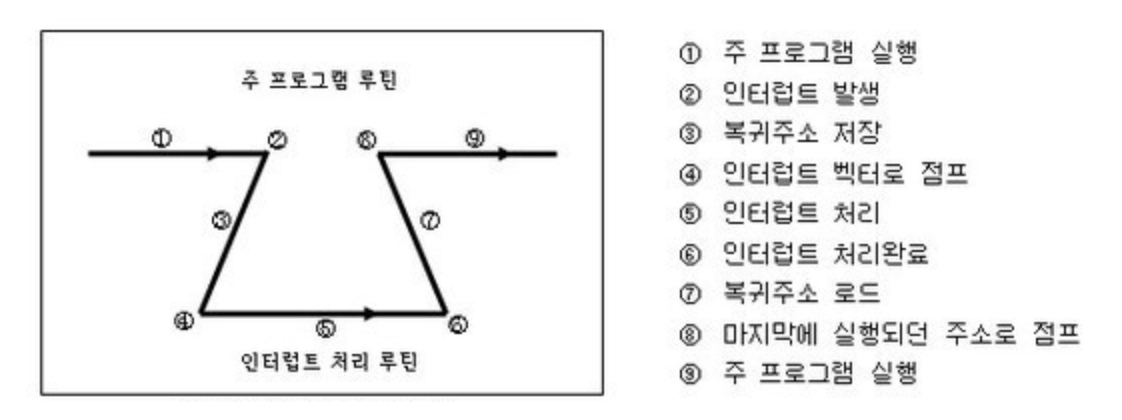 주 프로그램 루틴
① ② ⑧ ⑨
③ ⑦
④ ⑤ ⑥
인터럽트 처리 루틴
① 주 프로그램 실행
② 인터럽트 발생
③ 복귀주소 저장
④ 인터럽트 벡터로 점프
⑤ 인터럽트 처리
⑥ 인터럽트 처리완료
⑦ 복귀주소 로드
⑧ 마지막에 실행되던 주소로 점프
⑨ 주 프로그램 실행